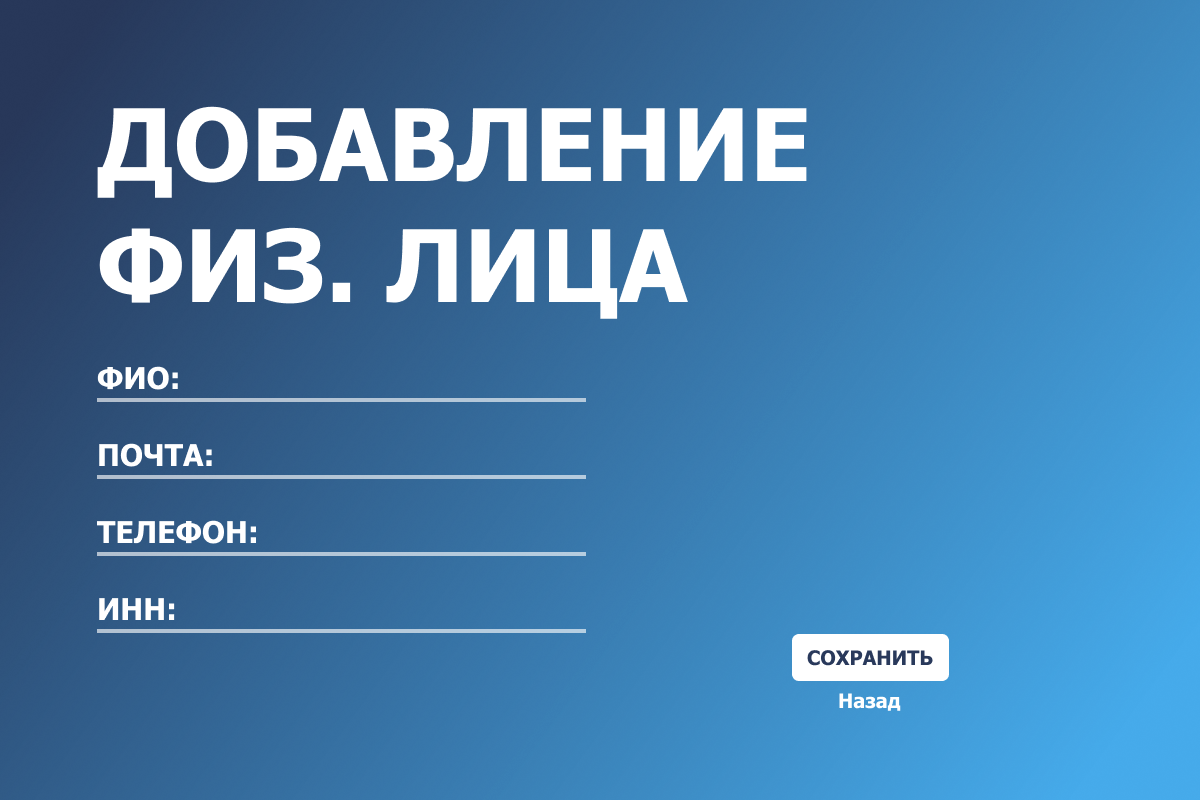 ДОБАВЛЕНИЕ
ФИЗ. ЛИЦА
ФИО:
ПОЧТА:
ТЕЛЕФОН:
ИНН:
СОХРАНИТЬ
Назад